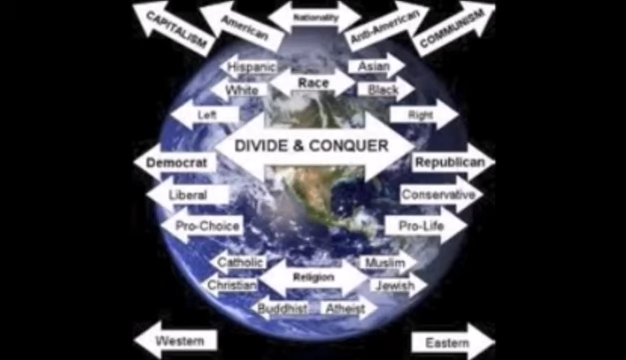 CAPITALISM
American
Nationality
Anti-American
COMMUNISM
Hispanic
Asian
Race
White
Black
Left
Right
DIVIDE & CONQUER
Democrat
Republican
Liberal
Conservative
Pro-Choice
Pro-Life
Catholic
Muslim
Religion
Christian
Jewish
Buddhist
Atheist
Western
Eastern